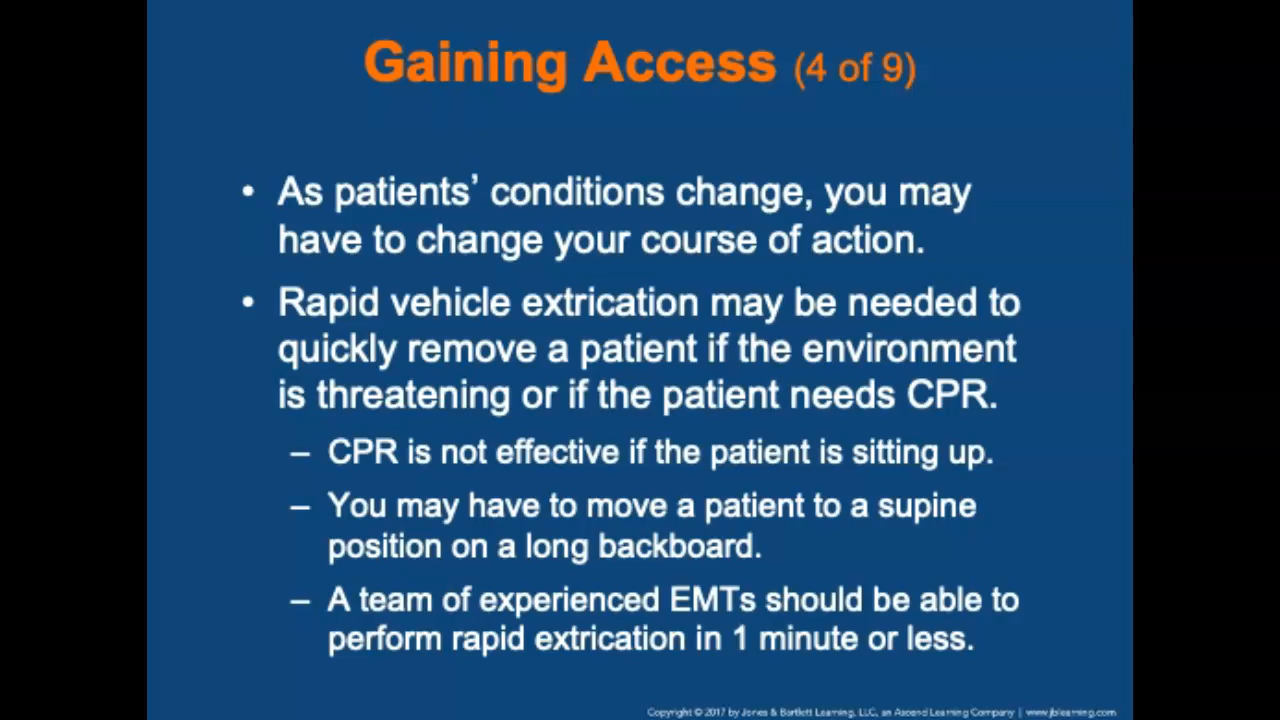 Gaining Access (4 of 9)
• As patients’ conditions change, you may
have to change your course of action.
• Rapid vehicle extrication may be needed to
quickly remove a patient if the environment
is threatening or if the patient needs CPR.
– CPR is not effective if the patient is sitting up.
– You may have to move a patient to a supine
position on a long backboard.
– A team of experienced EMTs should be able to
perform rapid extrication in 1 minute or less.
Copyright © 2017 by Jones & Bartlett Learning, LLC, an Ascend Learning Company | www.jblearning.com